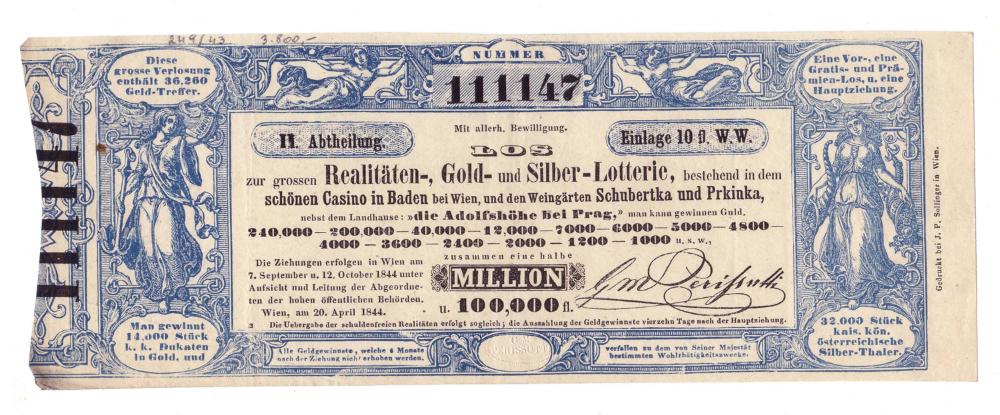 249/43 3.800,-
Diese
grosse Verlosung
enthält 36,260
Geld-Treffer.
NUMMER
111147
Eine Vor-, eine
Gratis- und Prä-
mien-Los, u. eine
Hauptziehung.
II. Abtheilung.
Mit allerh. Bewilligung.
Einlage 10 fl W.W.
LOS
zur grossen Realitäten-, Gold- und Silber-Lotterie, bestehend in dem
schönen Casino in Baden bei Wien, und den Weingärten Schubertka und Prkinka,
nebst dem Landhause: »die Adolfshöhe bei Prag,» man kann gewinnen Guld.
240,000 — 200,000 — 40,000 — 12,000 — 7000 — 6000 — 5000 — 4800 —
4000 — 3600 — 2400 — 2000 — 1200 — 1000 u. s. w.,
zusammen eine halbe
MILLION
u. 100,000 fl.
Die Ziehungen erfolgen in Wien am
7. September u. 12. October 1844 unter
Aufsicht und Leitung der Abgeordne-
ten der hohen öffentlichen Behörden.
Wien, am 20. April 1844.
G M Perissutti
Die Uebergabe der schuldenfreien Realitäten erfolgt sogleich; die Auszahlung der Geldgewinnste vierzehn Tage nach der Hauptziehung.
Man gewinnt
14,000 Stück
k. k. Dukaten
in Gold, und
32,000 Stück
kais. kön.
österreichische
Silber-Thaler.
Alle Geldgewinnste, welche 6 Monate
nach der Ziehung nicht erhoben werden,
verfallen zu dem von Seiner Majestät
bestimmten Wohlthätigkeitszwecke.
Gedruckt bei J. P. Sollinger in Wien.